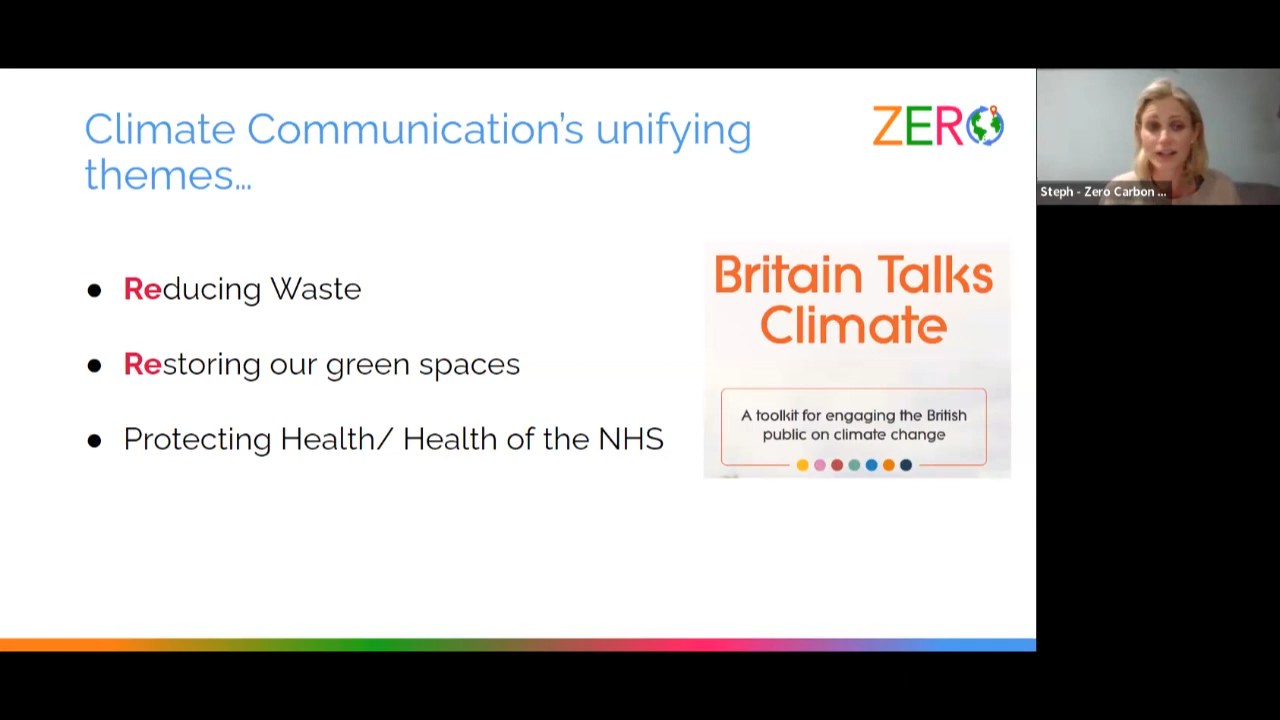 Climate Communication's unifying
themes…
ZERO
Steph - Zero Carbon ...
● Reducing Waste
● Restoring our green spaces
● Protecting Health/ Health of the NHS
Britain Talks
Climate
A toolkit for engaging the British
public on climate change